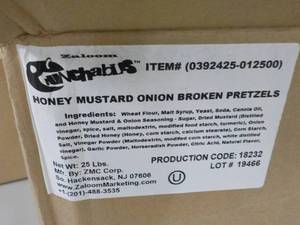 Zaloom
Crunchables™ ITEM# (0392425-012500)
HONEY MUSTARD ONION BROKEN PRETZELS
Ingredients: Wheat Flour, Malt Syrup, Yeast, Soda, Canola Oil,
and Honey Mustard & Onion Seasoning - Sugar, Dried Mustard (Distilled
vinegar, spice, salt, maltodextrin, modified food starch, turmeric), Onion
Powder, Dried Honey (Honey, corn starch, calcium stearate), Corn Starch,
Salt, Vinegar Powder (maltodextrin, modified corn starch, white distilled
vinegar), Garlic Powder, Horseradish Powder, Citric Acid, Natural
Flavor.
Net Wt. 25 Lbs.
Mfg. By: ZMC Corp.
So. Hackensack, NJ 07606
www.ZaloomMarketing.com
+1-(201)-488-3535
U
PRODUCTION CODE: 18232
LOT # 19466